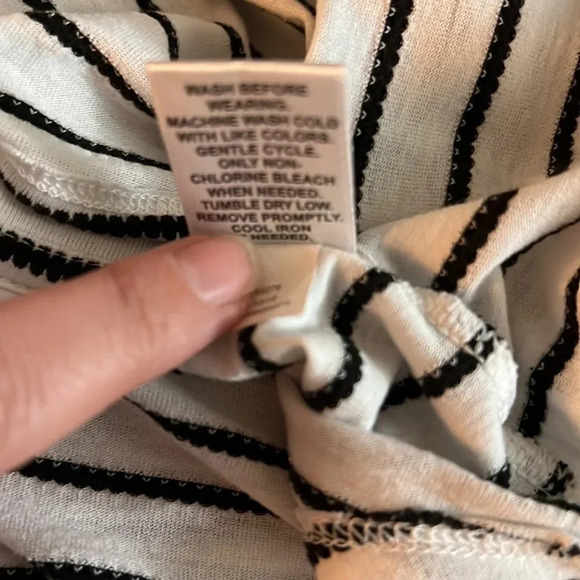 WASH BEFORE
WEARING.
MACHINE WASH COLD
WITH LIKE COLORS.
GENTLE CYCLE.
ONLY NON-
CHLORINE BLEACH
WHEN NEEDED.
TUMBLE DRY LOW.
REMOVE PROMPTLY.
COOL IRON
NEEDED.